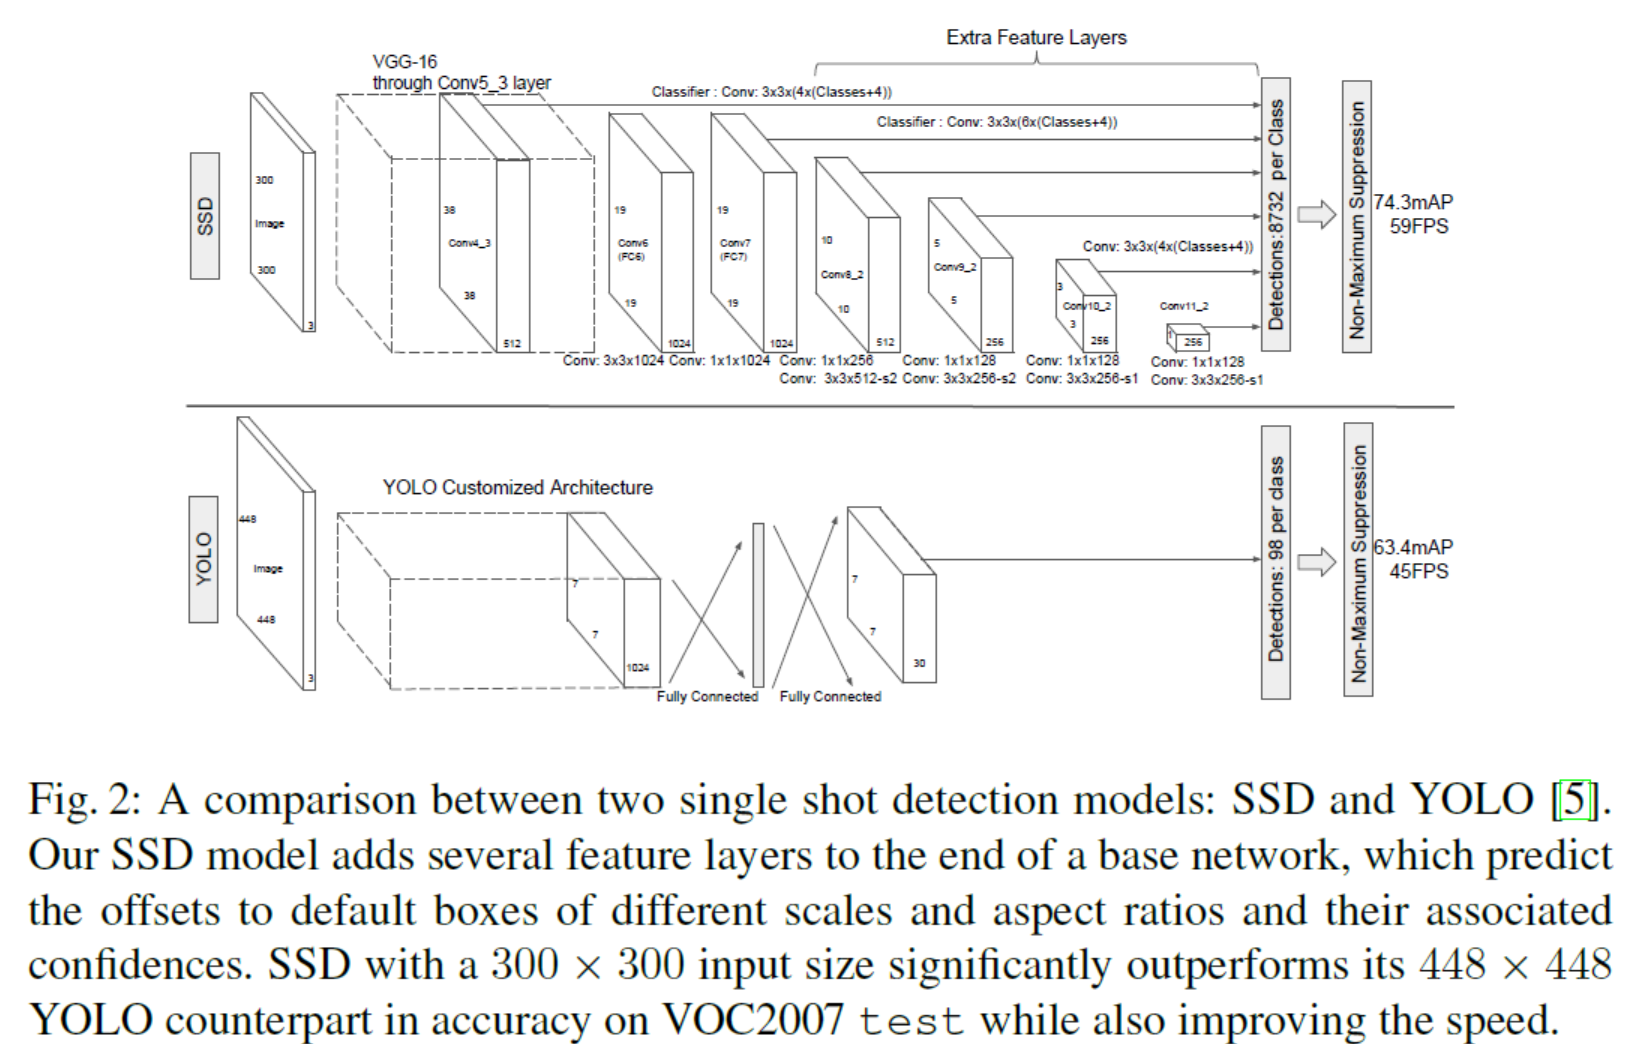 Extra Feature Layers
VGG-16
through Conv5_3 layer
Classifier : Conv: 3x3x(4x(Classes+4))
Classifier : Conv: 3x3x(6x(Classes+4))
SSD
300
Image
300
3
38
Conv4_3
38
512
19
Conv6
(FC6)
19
1024
19
Conv7
(FC7)
19
1024
10
Conv8_2
10
512
5
Conv9_2
5
256
Conv: 3x3x(4x(Classes+4))
3
Conv10_2
3
256
Conv11_2
1
256
Detections:8732 per Class
Non-Maximum Suppression
74.3mAP
59FPS
Conv: 3x3x1024 Conv: 1x1x1024 Conv: 1x1x256 Conv: 1x1x128 Conv: 1x1x128 Conv: 1x1x128
Conv: 3x3x512-s2 Conv: 3x3x256-s2 Conv: 3x3x256-s1 Conv: 3x3x256-s1
YOLO
448
Image
448
3
YOLO Customized Architecture
7
7
1024
Fully Connected Fully Connected
7
7
30
Detections: 98 per class
Non-Maximum Suppression
63.4mAP
45FPS
Fig. 2: A comparison between two single shot detection models: SSD and YOLO [5].
Our SSD model adds several feature layers to the end of a base network, which predict
the offsets to default boxes of different scales and aspect ratios and their associated
confidences. SSD with a 300 × 300 input size significantly outperforms its 448 × 448
YOLO counterpart in accuracy on VOC2007 test while also improving the speed.